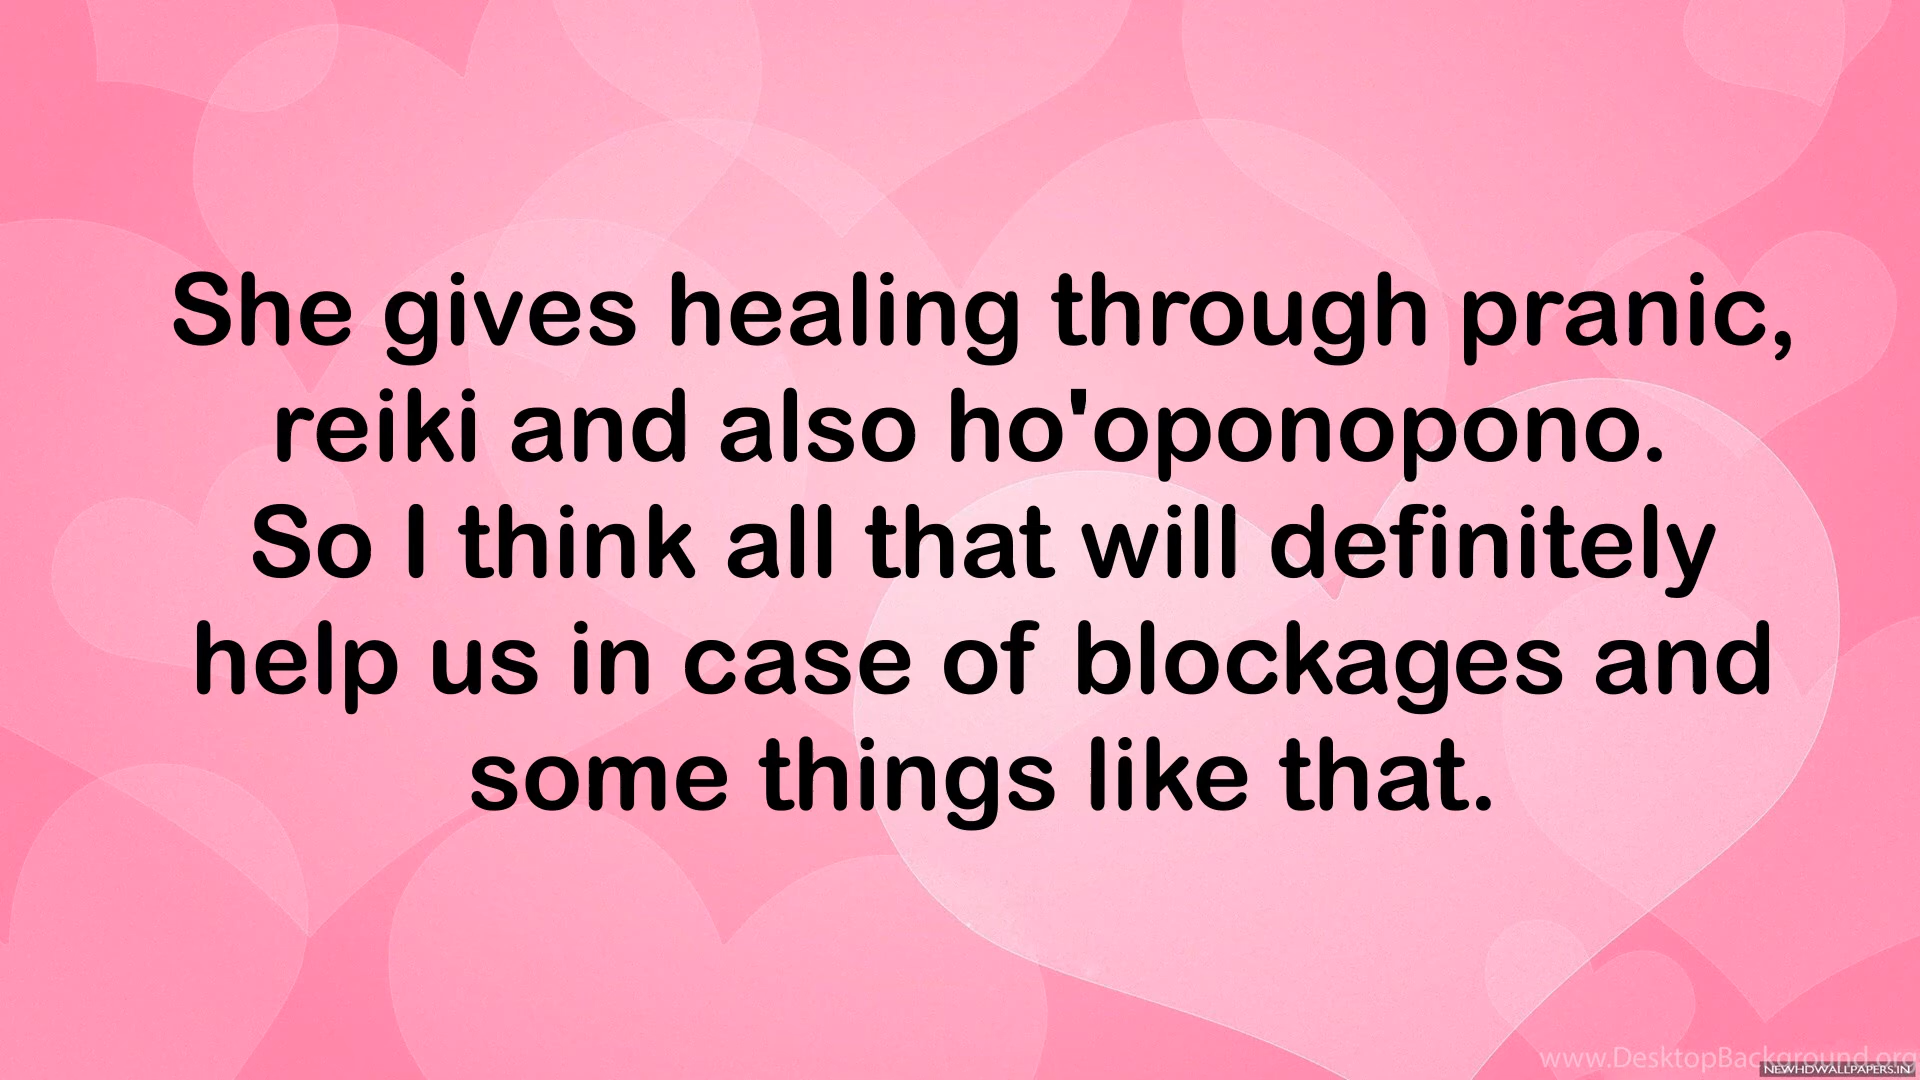 She gives healing through pranic,
reiki and also ho'oponopono.
So I think all that will definitely
help us in case of blockages and
some things like that.
www.DesktopBackground.org
NEWHDWALLPAPERS.IN